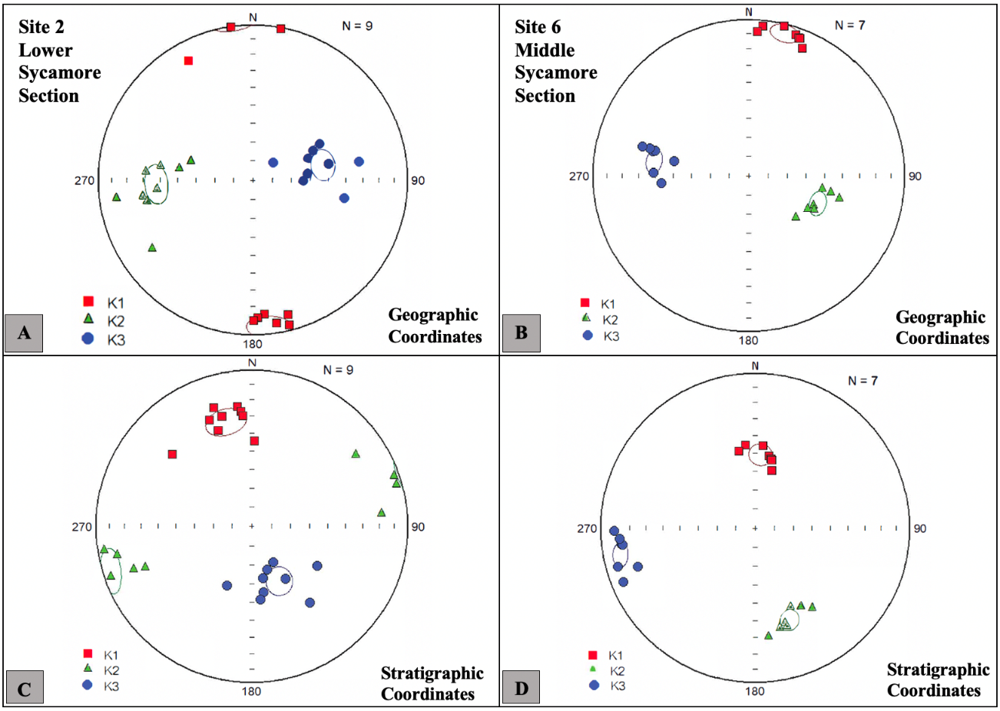 Site 2
Lower
Sycamore
Section
N
N = 9
270
90
180
K1
K2
K3
Geographic
Coordinates
A
Site 6
Middle
Sycamore
Section
N
N = 7
270
90
180
K1
K2
K3
Geographic
Coordinates
B
N
N = 9
270
90
180
K1
K2
K3
Stratigraphic
Coordinates
C
N
N = 7
270
90
180
K1
K2
K3
Stratigraphic
Coordinates
D